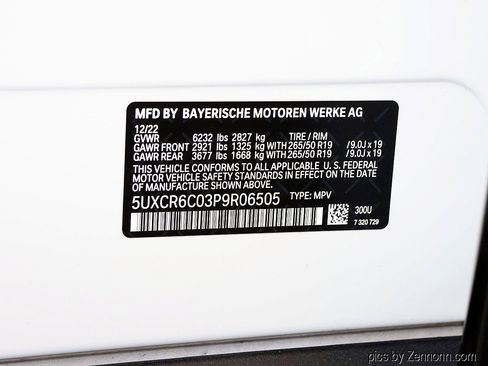 MFD BY BAYERISCHE MOTOREN WERKE AG
12/22
GVWR 6232 lbs 2827 kg TIRE / RIM
GAWR FRONT 2921 lbs 1325 kg WITH 265/50 R19 /9.0J x 19
GAWR REAR 3677 lbs 1668 kg WITH 265/50 R19 /9.0J x 19
THIS VEHICLE CONFORMS TO ALL APPLICABLE U. S. FEDERAL
MOTOR VEHICLE SAFETY STANDARDS IN EFFECT ON THE DATE
OF MANUFACTURE SHOWN ABOVE.
5UXCR6C03P9R06505 TYPE: MPV
300U
7 320 729
pics by Zennonn.com